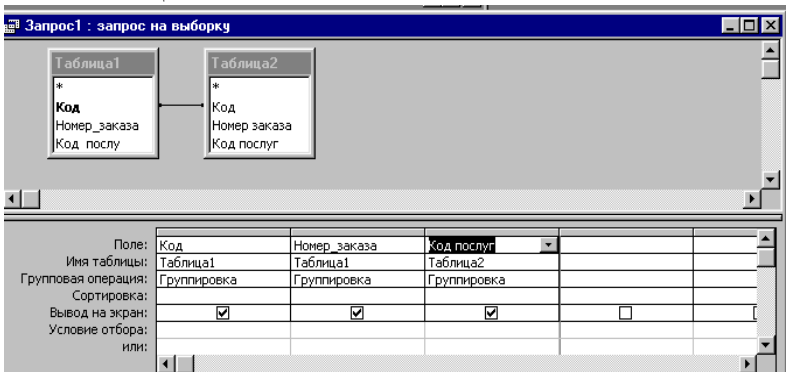 Запрос1 : запрос на выборку
Таблица1 Таблица2
* *
Код Код
Номер_заказа Номер заказа
Код послу Код послуг
Поле: Код Номер_заказа Код послуг
Имя таблицы: Таблица1 Таблица1 Таблица2
Групповая операция: Группировка Группировка Группировка
Сортировка:
Вывод на экран:
Условие отбора:
или: